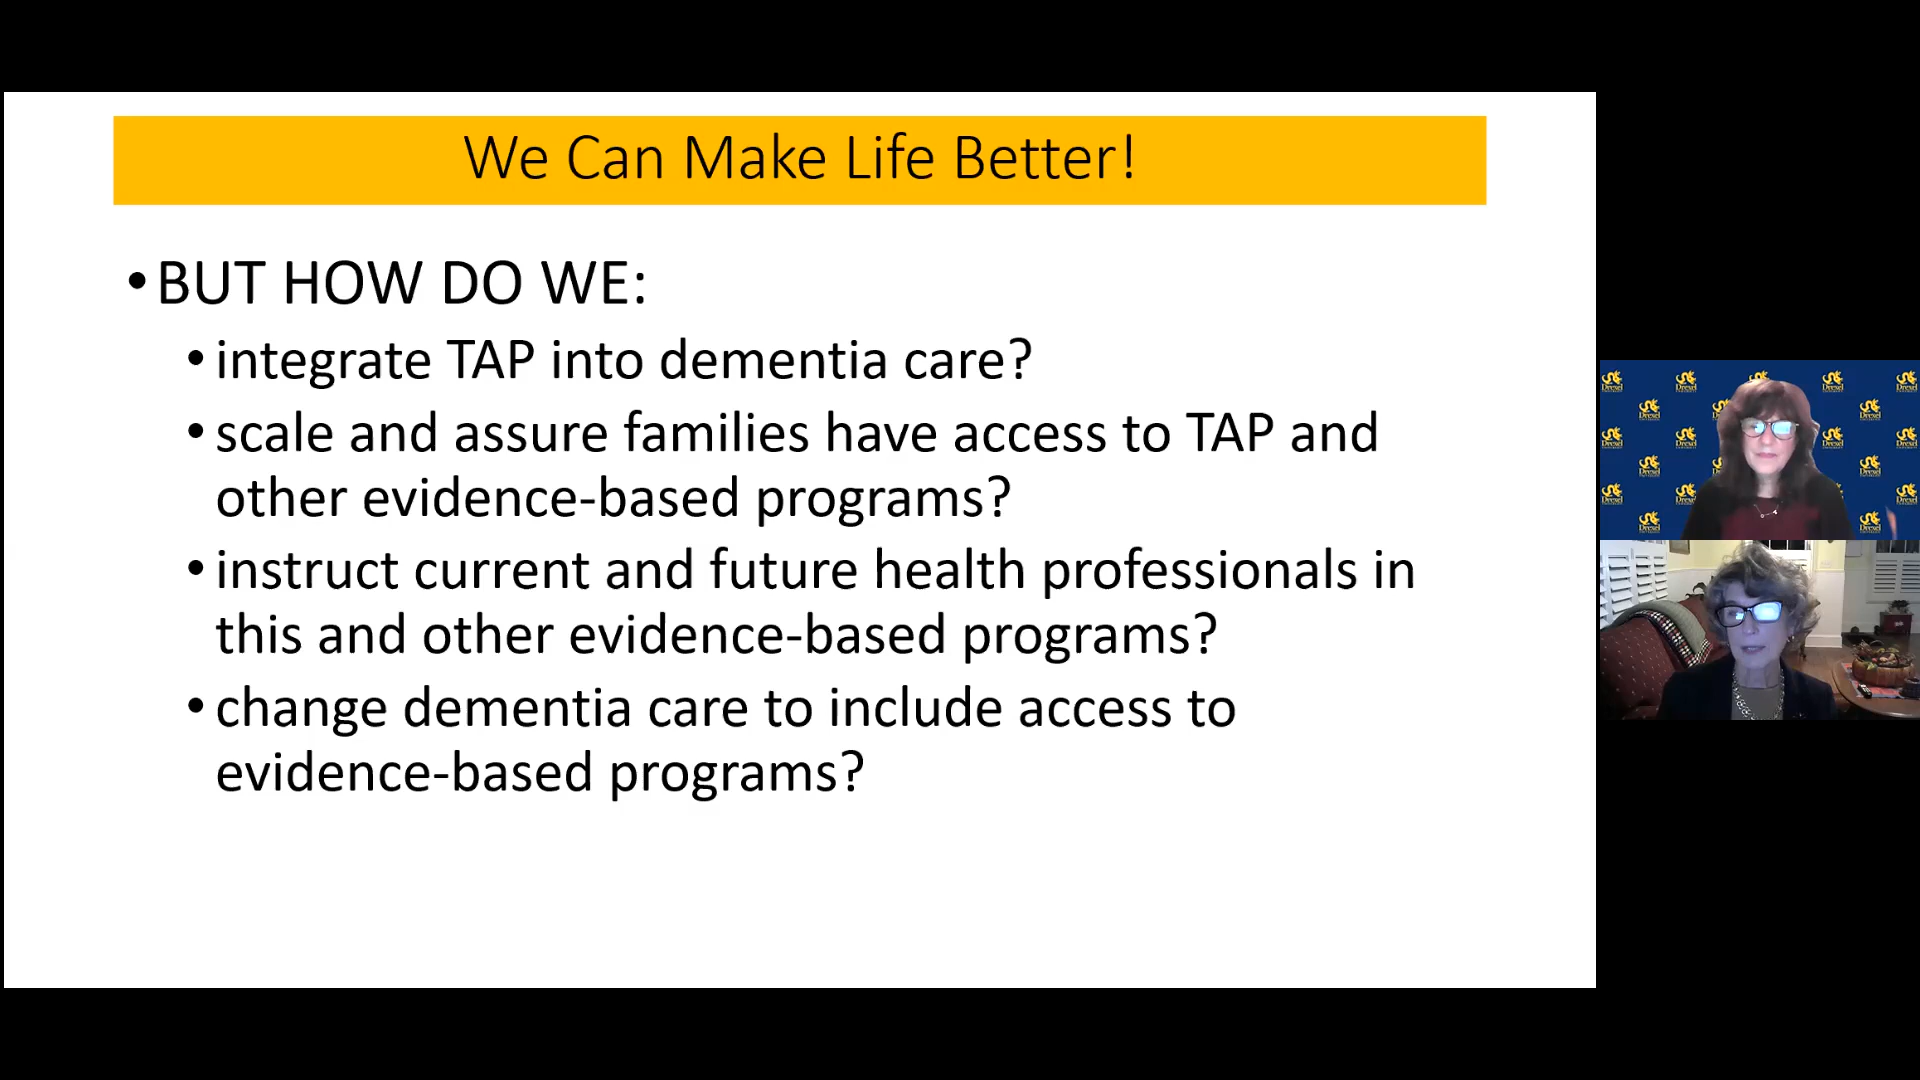 We Can Make Life Better!
•BUT HOW DO WE:
•integrate TAP into dementia care?
•scale and assure families have access to TAP and
other evidence-based programs?
•instruct current and future health professionals in
this and other evidence-based programs?
•change dementia care to include access to
evidence-based programs?
Drexel